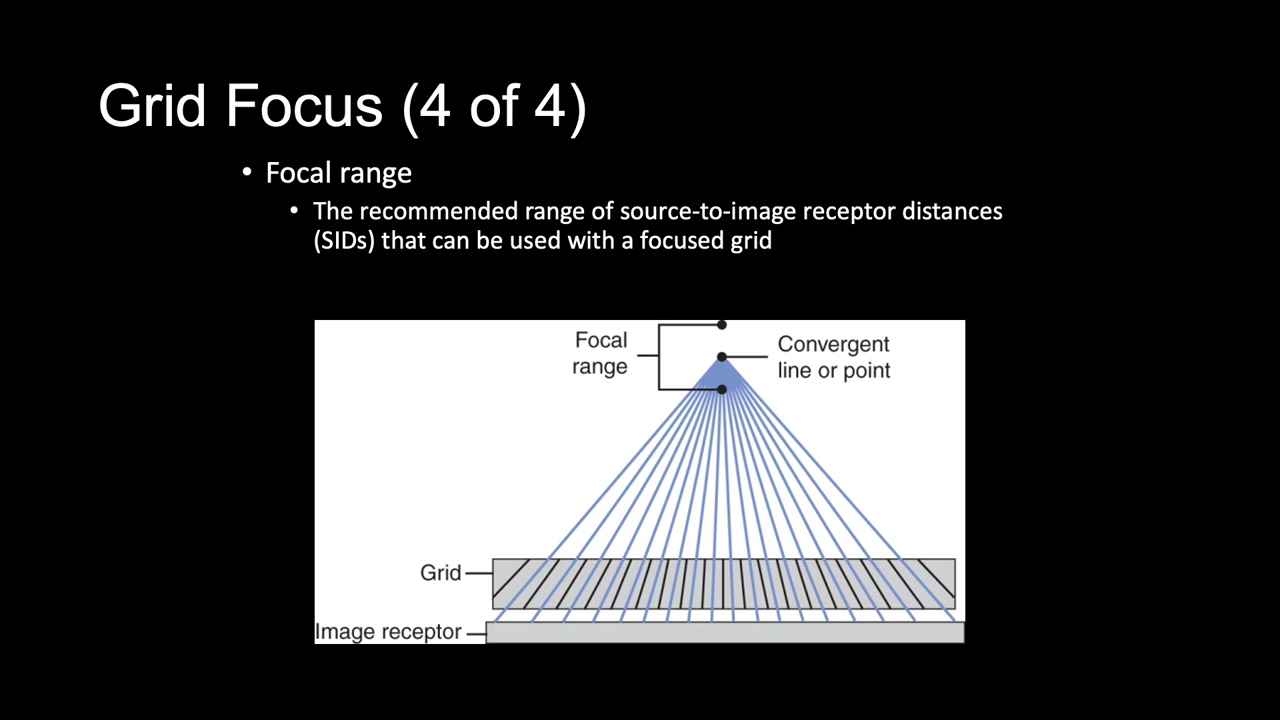 Grid Focus (4 of 4)
• Focal range
• The recommended range of source-to-image receptor distances
(SIDs) that can be used with a focused grid
Focal
range
Convergent
line or point
Grid
Image receptor